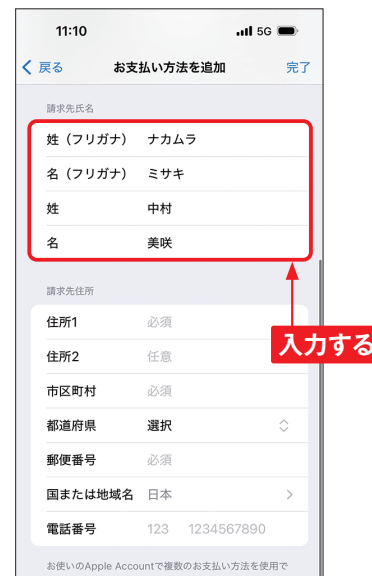 11:10 5G
戻る お支払い方法を追加 完了
請求先氏名
姓（フリガナ） ナカムラ
名（フリガナ） ミサキ
姓 中村
名 美咲
請求先住所
住所1 必須
入力する
住所2 任意
市区町村 必須
都道府県 選択
郵便番号 必須
国または地域名 日本
電話番号 123 1234567890
お使いのApple Accountで複数のお支払い方法を使用で